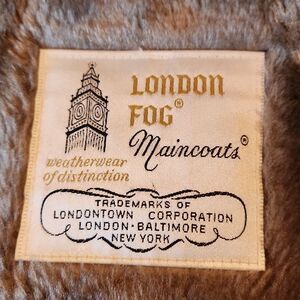 LONDON
FOG®
Maincoats®
weatherwear
of distinction
TRADEMARKS OF
LONDONTOWN CORPORATION
LONDON · BALTIMORE
NEW YORK